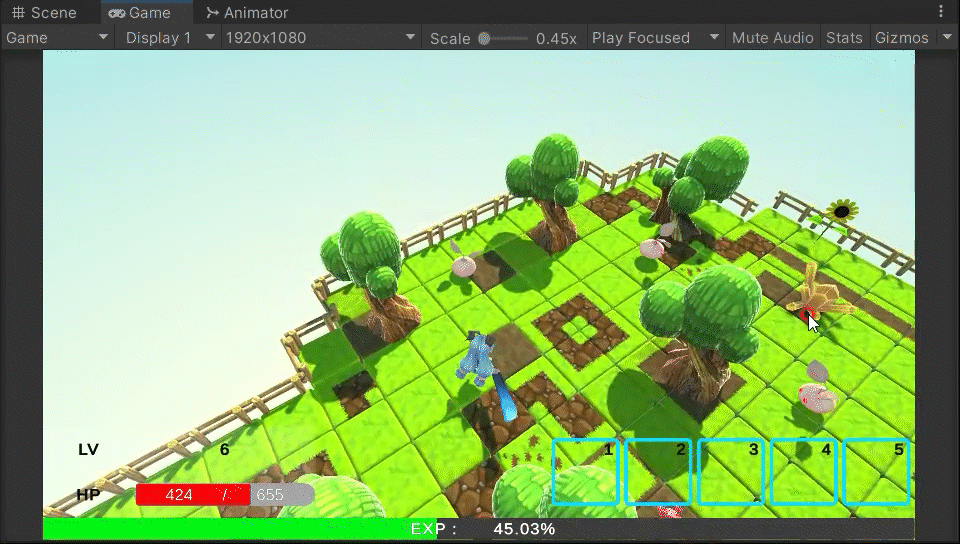 Scene Game Animator
Game Display 1 1920x1080 Scale 0.45x Play Focused Mute Audio Stats Gizmos
LV 6
1 2 3 4 5
HP 424 / 655
EXP : 45.03%